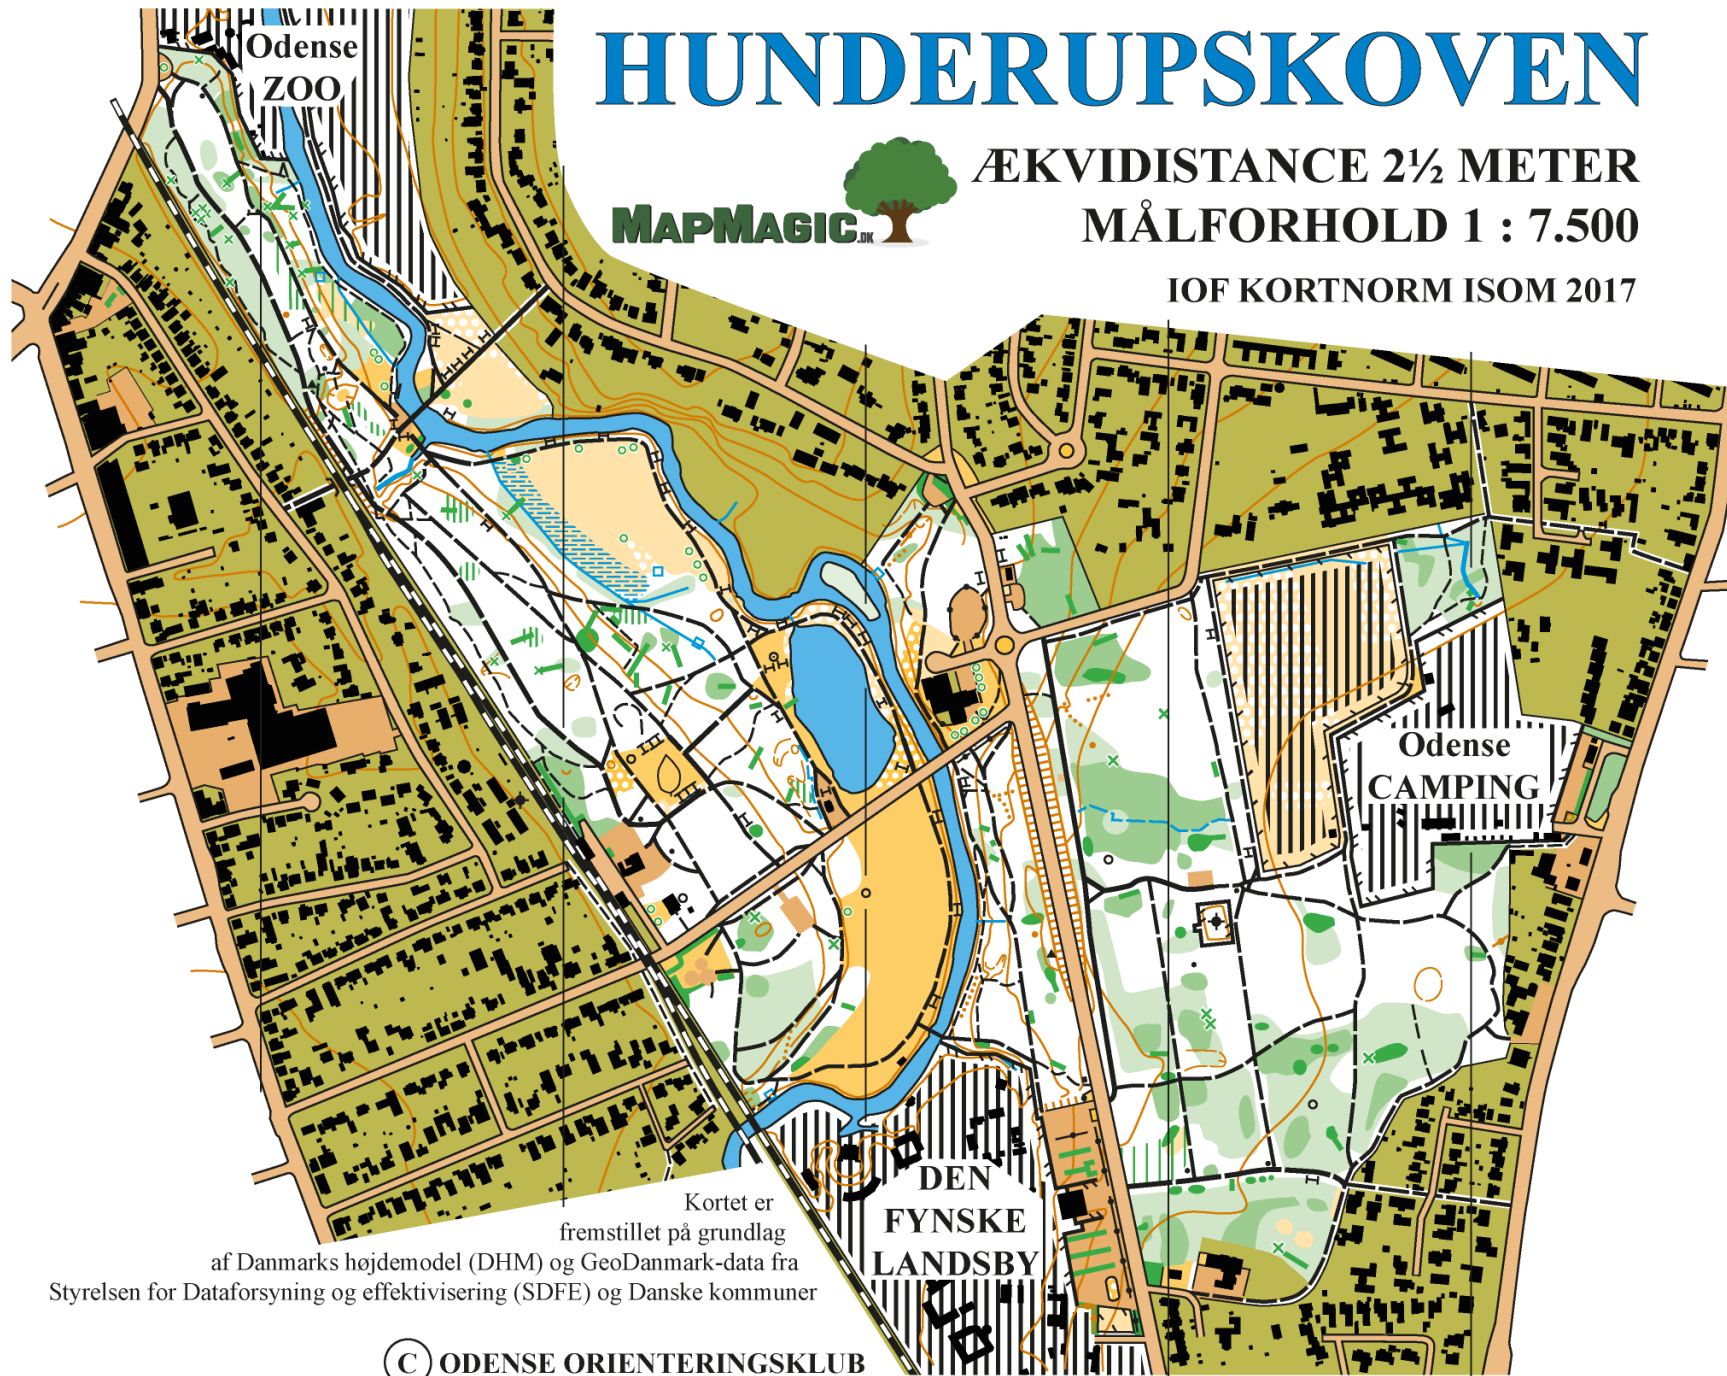 Odense
ZOO
HUNDERUPSKOVEN
ÆKVIDISTANCE 2½ METER
MAPMAGIC.DK
MÅLFORHOLD 1 : 7.500
IOF KORTNORM ISOM 2017
Odense
CAMPING
DEN
FYNSKE
LANDSBY
Kortet er
fremstillet på grundlag
af Danmarks højdemodel (DHM) og GeoDanmark-data fra
Styrelsen for Dataforsyning og effektivisering (SDFE) og Danske kommuner
© ODENSE ORIENTERINGSKLUB